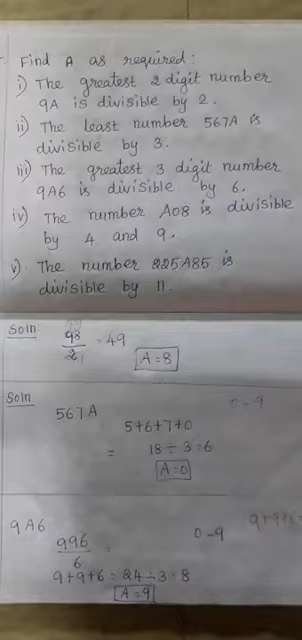 Find A as required:
i) The greatest 2 digit number
9A is divisible by 2.
ii) The least number 567A is
divisible by 3.
iii) The greatest 3 digit number
9A6 is divisible by 6.
iv) The number A08 is divisible
by 4 and 9.
v) The number 225A85 is
divisible by 11.
Soln 98/2 = 49
A=8
Soln
567A 0-9
5+6+7+0
= 18÷3=6
A=0
9A6 0-9
996/6 =
9+9+6=24÷3=8
A=9